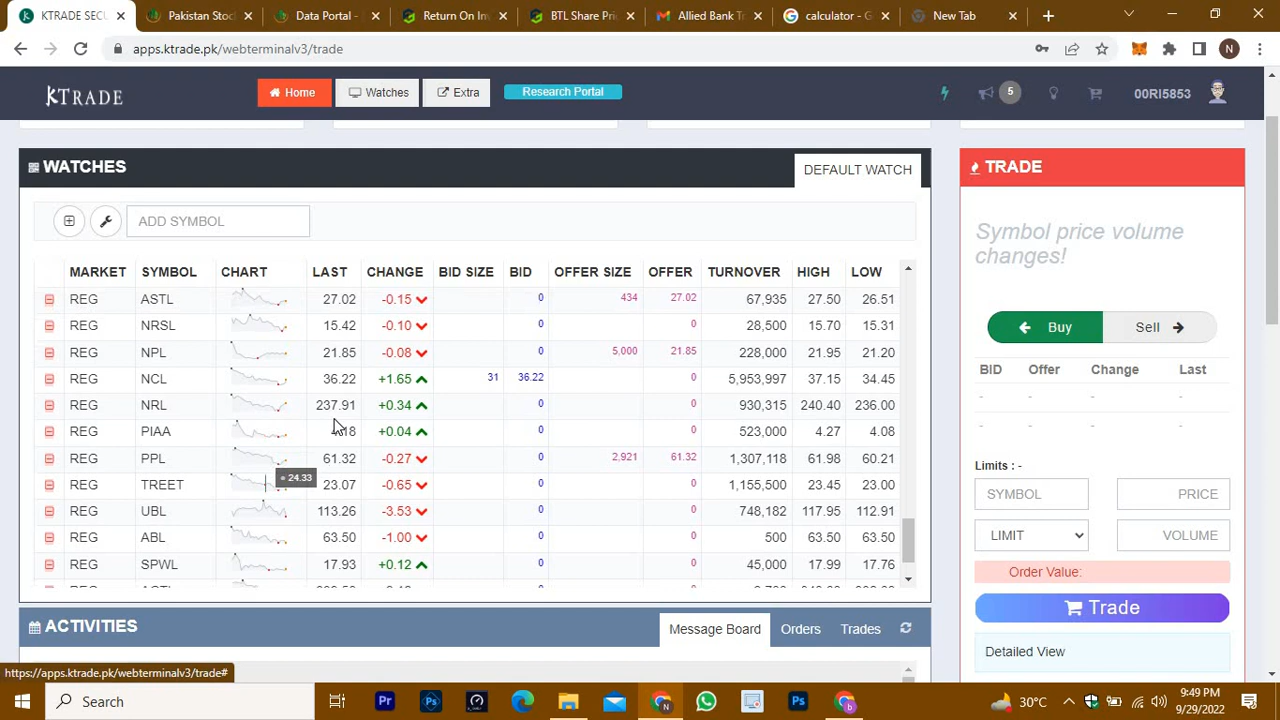 KTRADE SEC
Pakistan Stoc
Data Portal -
Return On Inv
BTL Share Pric
Allied Bank Tr
calculator - G
New Tab
apps.ktrade.pk/webterminalv3/trade
N
KTRADE
Home
Watches
Extra
Research Portal
5
00RI5853
WATCHES
DEFAULT WATCH
ADD SYMBOL
MARKET SYMBOL CHART LAST CHANGE BID SIZE BID OFFER SIZE OFFER TURNOVER HIGH LOW
REG ASTL 27.02 -0.15 0 434 27.02 67,935 27.50 26.51
REG NRSL 15.42 -0.10 0 0 28,500 15.70 15.31
REG NPL 21.85 -0.08 0 5,000 21.85 228,000 21.95 21.20
REG NCL 36.22 +1.65 31 36.22 0 5,953,997 37.15 34.45
REG NRL 237.91 +0.34 0 0 930,315 240.40 236.00
REG PIAA +0.04 0 0 523,000 4.27 4.08
REG PPL 61.32 -0.27 0 2,921 61.32 1,307,118 61.98 60.21
= 24.33
REG TREET 23.07 -0.65 0 0 1,155,500 23.45 23.00
REG UBL 113.26 -3.53 0 0 748,182 117.95 112.91
REG ABL 63.50 -1.00 0 0 500 63.50 63.50
REG SPWL 17.93 +0.12 0 0 45,000 17.99 17.76
ACTIVITIES
Message Board
Orders
Trades
TRADE
Symbol price volume
changes!
Buy
Sell
BID Offer Change Last
- - - -
- - - -
Limits : -
SYMBOL
PRICE
LIMIT
VOLUME
Order Value:
Trade
Detailed View
https://apps.ktrade.pk/webterminalv3/trade#
Search
Pr
Ps
N
Ps
b
30°C
9:49 PM
9/29/2022